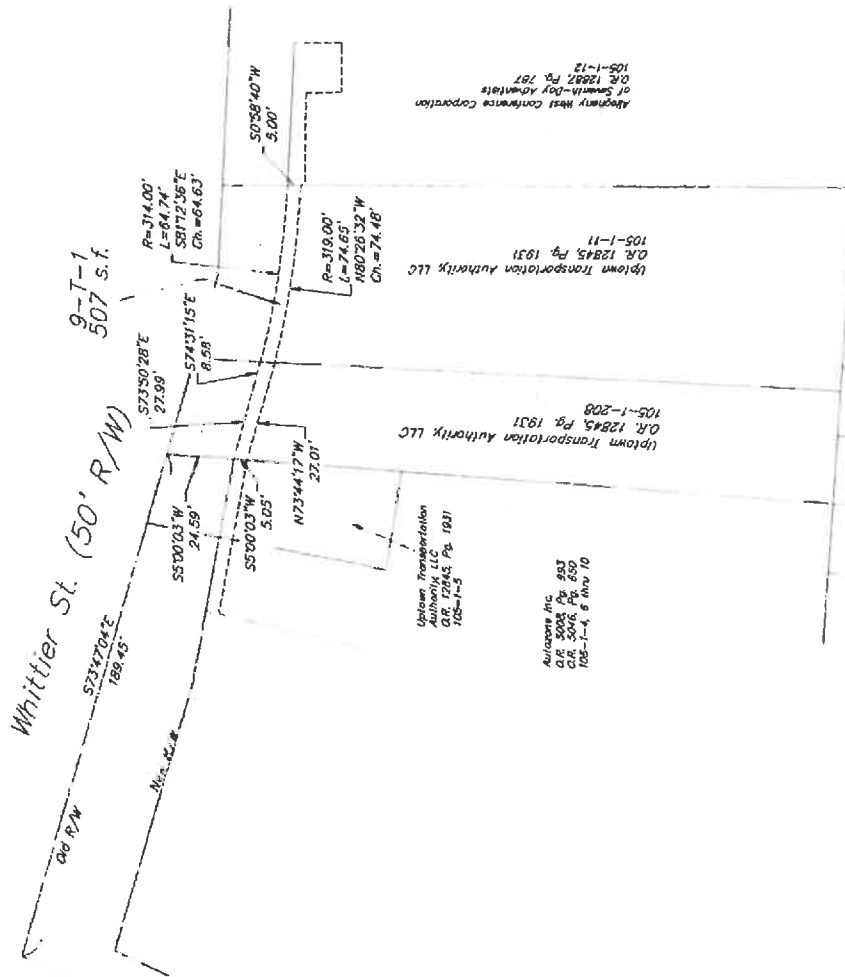 Whittier St. (50' R/W)
9-T-1
507 s.f.
R=314.00'
L=64.74'
S81°12'36"E
Ch.=64.63'
S0°58'40"W
5.00'
R=319.00'
L=74.65'
N80°26'32"W
Ch.=74.48'
S74°31'15"E
8.58'
S73°50'28"E
27.99'
S5°00'03"W
24.59'
S5°00'03"W
5.05'
N73°44'17"W
27.01'
S73°47'04"E
189.45'
Old R/W
New R/W
Allegheny West Conference Corporation
of Seventh-Day Adventists
O.R. 12887, Pg. 787
105-1-12
Uptown Transportation Authority, LLC
O.R. 12845, Pg. 1931
105-1-11
Uptown Transportation Authority, LLC
O.R. 12845, Pg. 1931
105-1-208
Uptown Transportation
Authority, LLC
O.R. 12845, Pg. 1931
105-1-5
Autozone Inc.
O.R. 5008, Pg. 993
O.R. 5046, Pg. 650
105-1-4, 6 thru 10